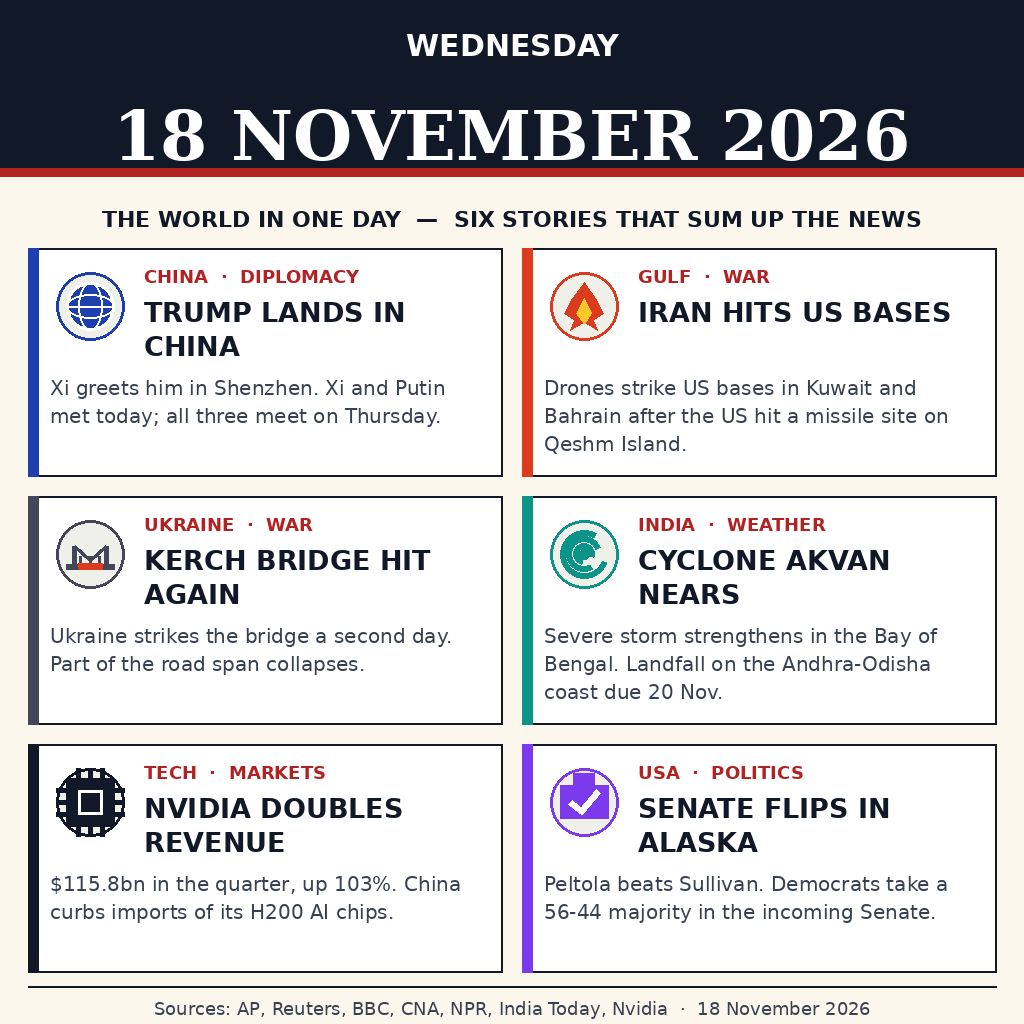 WEDNESDAY
18 NOVEMBER 2026
THE WORLD IN ONE DAY — SIX STORIES THAT SUM UP THE NEWS
CHINA · DIPLOMACY
TRUMP LANDS IN
CHINA
Xi greets him in Shenzhen. Xi and Putin
met today; all three meet on Thursday.
GULF · WAR
IRAN HITS US BASES
Drones strike US bases in Kuwait and
Bahrain after the US hit a missile site on
Qeshm Island.
UKRAINE · WAR
KERCH BRIDGE HIT
AGAIN
Ukraine strikes the bridge a second day.
Part of the road span collapses.
INDIA · WEATHER
CYCLONE AKVAN
NEARS
Severe storm strengthens in the Bay of
Bengal. Landfall on the Andhra-Odisha
coast due 20 Nov.
TECH · MARKETS
NVIDIA DOUBLES
REVENUE
$115.8bn in the quarter, up 103%. China
curbs imports of its H200 AI chips.
USA · POLITICS
SENATE FLIPS IN
ALASKA
Peltola beats Sullivan. Democrats take a
56-44 majority in the incoming Senate.
Sources: AP, Reuters, BBC, CNA, NPR, India Today, Nvidia · 18 November 2026